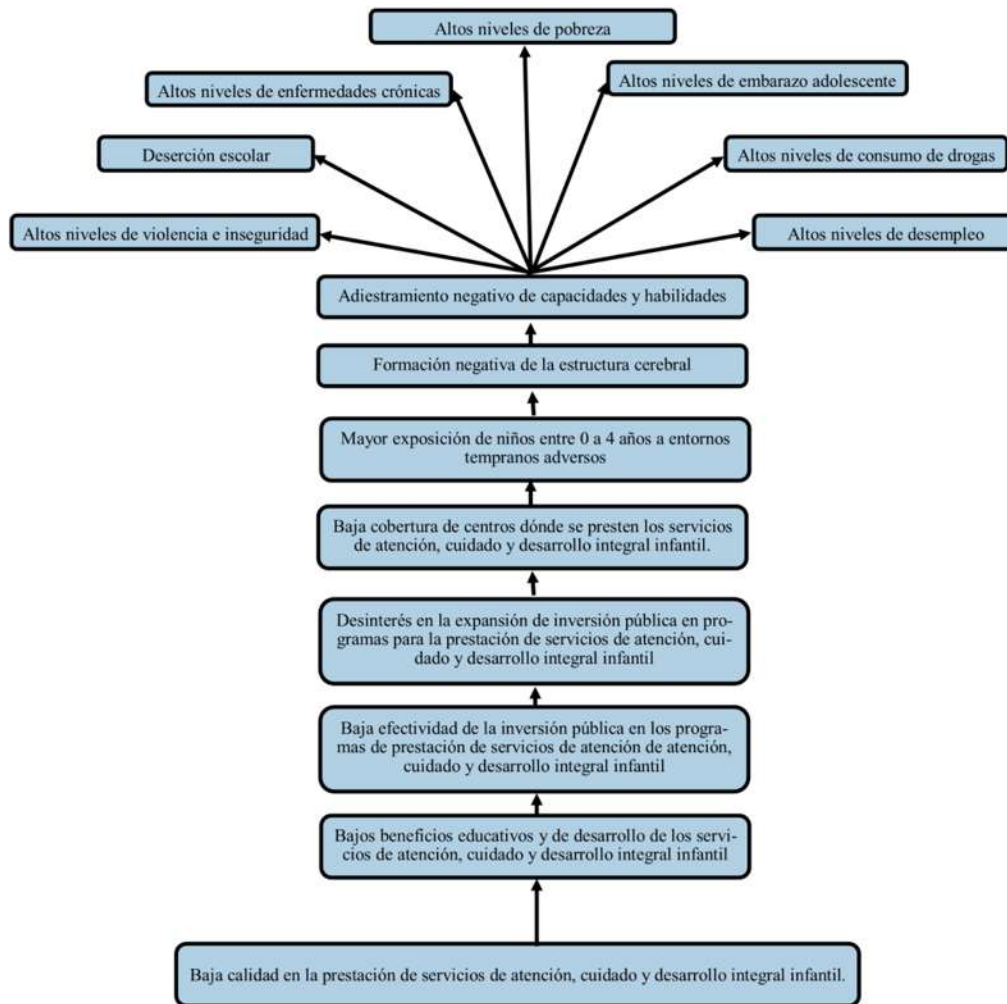 Altos niveles de pobreza
Altos niveles de enfermedades crónicas
Altos niveles de embarazo adolescente
Deserción escolar
Altos niveles de consumo de drogas
Altos niveles de violencia e inseguridad
Altos niveles de desempleo
Adiestramiento negativo de capacidades y habilidades
Formación negativa de la estructura cerebral
Mayor exposición de niños entre 0 a 4 años a entornos
tempranos adversos
Baja cobertura de centros dónde se presten los servicios
de atención, cuidado y desarrollo integral infantil.
Desinterés en la expansión de inversión pública en pro-
gramas para la prestación de servicios de atención, cui-
dado y desarrollo integral infantil
Baja efectividad de la inversión pública en los progra-
mas de prestación de servicios de atención de atención,
cuidado y desarrollo integral infantil
Bajos beneficios educativos y de desarrollo de los servi-
cios de atención, cuidado y desarrollo integral infantil
Baja calidad en la prestación de servicios de atención, cuidado y desarrollo integral infantil.